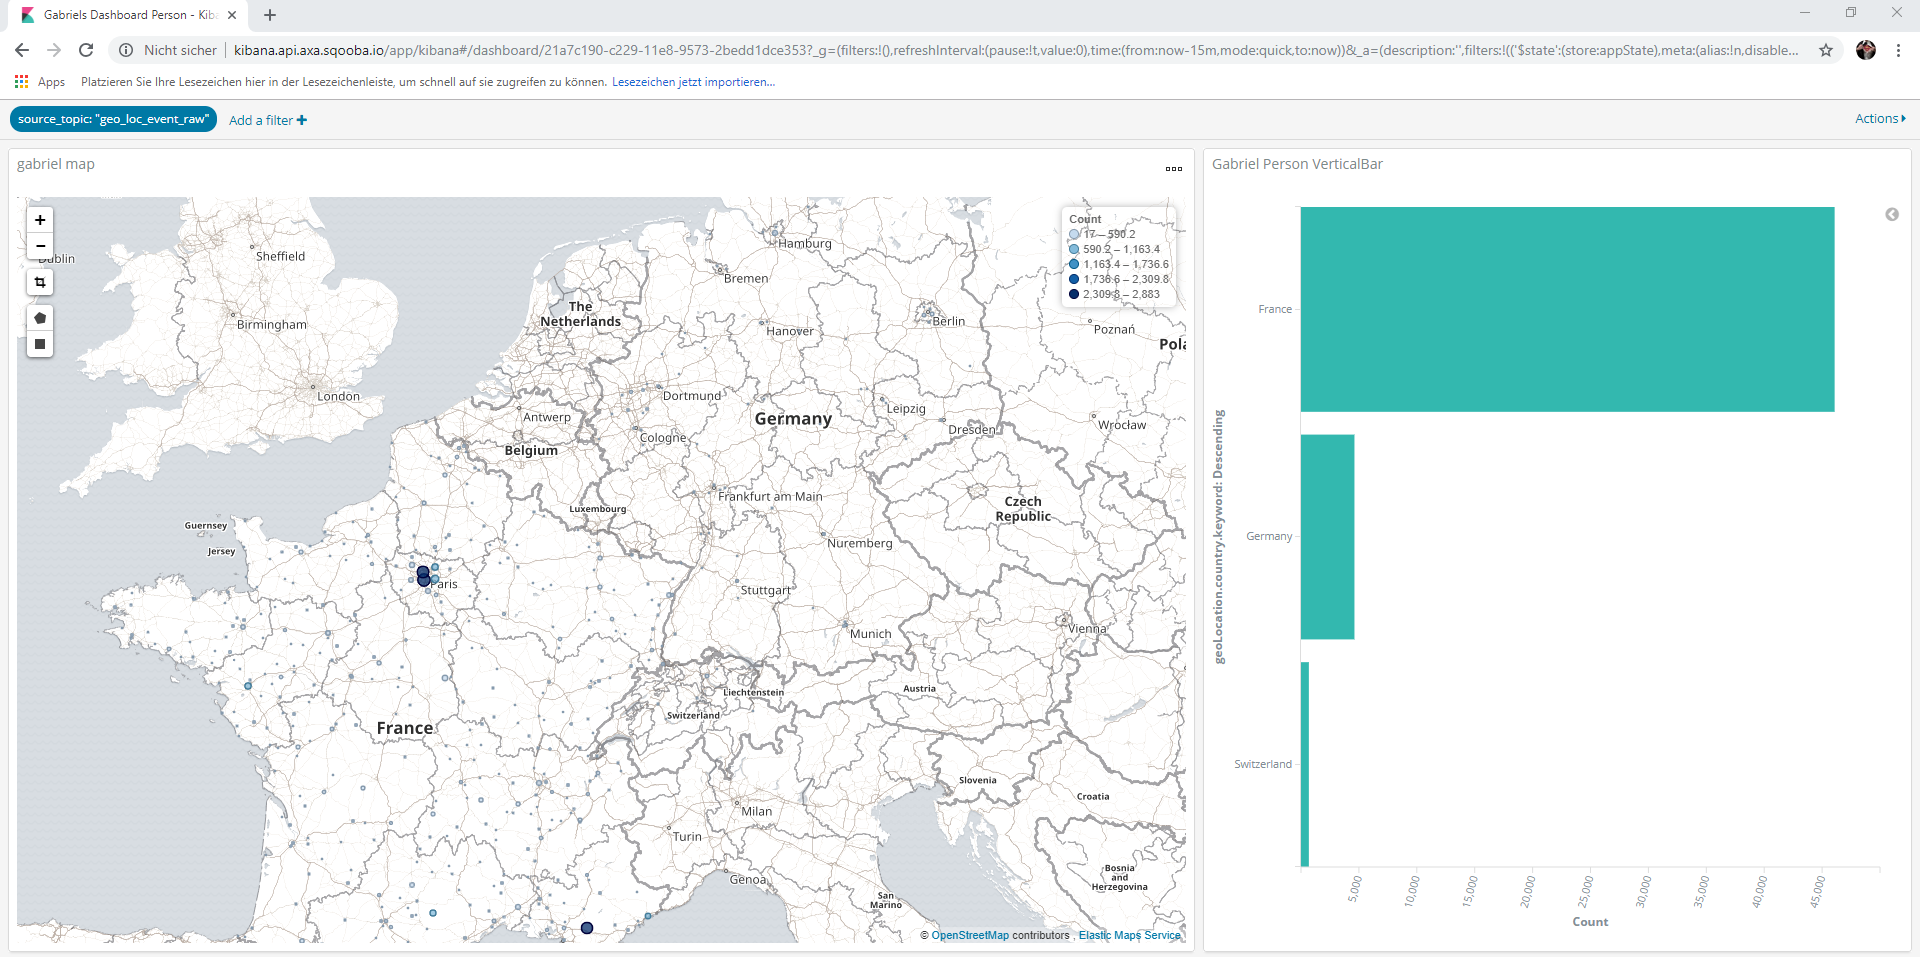 Gabriels Dashboard Person - Kiba
Nicht sicher | kibana.api.axa.sqooba.io/app/kibana#/dashboard/21a7c190-c229-11e8-9573-2bedd1dce353?_g=(filters:!(),refreshInterval:(pause:!t,value:0),time:(from:now-15m,mode:quick,to:now))&_a=(description:'',filters:!(('$state':(store:appState),meta:(alias:!n,disable...
Apps Platzieren Sie Ihre Lesezeichen hier in der Lesezeichenleiste, um schnell auf sie zugreifen zu können. Lesezeichen jetzt importieren...
source_topic: "geo_loc_event_raw" Add a filter + Actions
gabriel map
+
−
Count
17 – 590.2
590.2 – 1,163.4
1,163.4 – 1,736.6
1,736.6 – 2,309.8
2,309.8 – 2,883
Hamburg
Sheffield
Dublin
Bremen
The
Netherlands
Berlin
Birmingham
Hanover
Poznań
Pola
London
Dortmund
Leipzig
Antwerp
Germany
Wrocław
Dresden
Cologne
Belgium
Frankfurt am Main
Czech
Republic
Luxembourg
Guernsey
Jersey
Nuremberg
Paris
Stuttgart
Vienna
Munich
Liechtenstein
Austria
Switzerland
France
Slovenia
Croatia
Milan
Turin
Genoa
Bosnia
and
Herzegovina
San
Marino
© OpenStreetMap contributors , Elastic Maps Service
Gabriel Person VerticalBar
geoLocation.country.keyword: Descending
France
Germany
Switzerland
5,000
10,000
15,000
20,000
25,000
30,000
35,000
40,000
45,000
Count